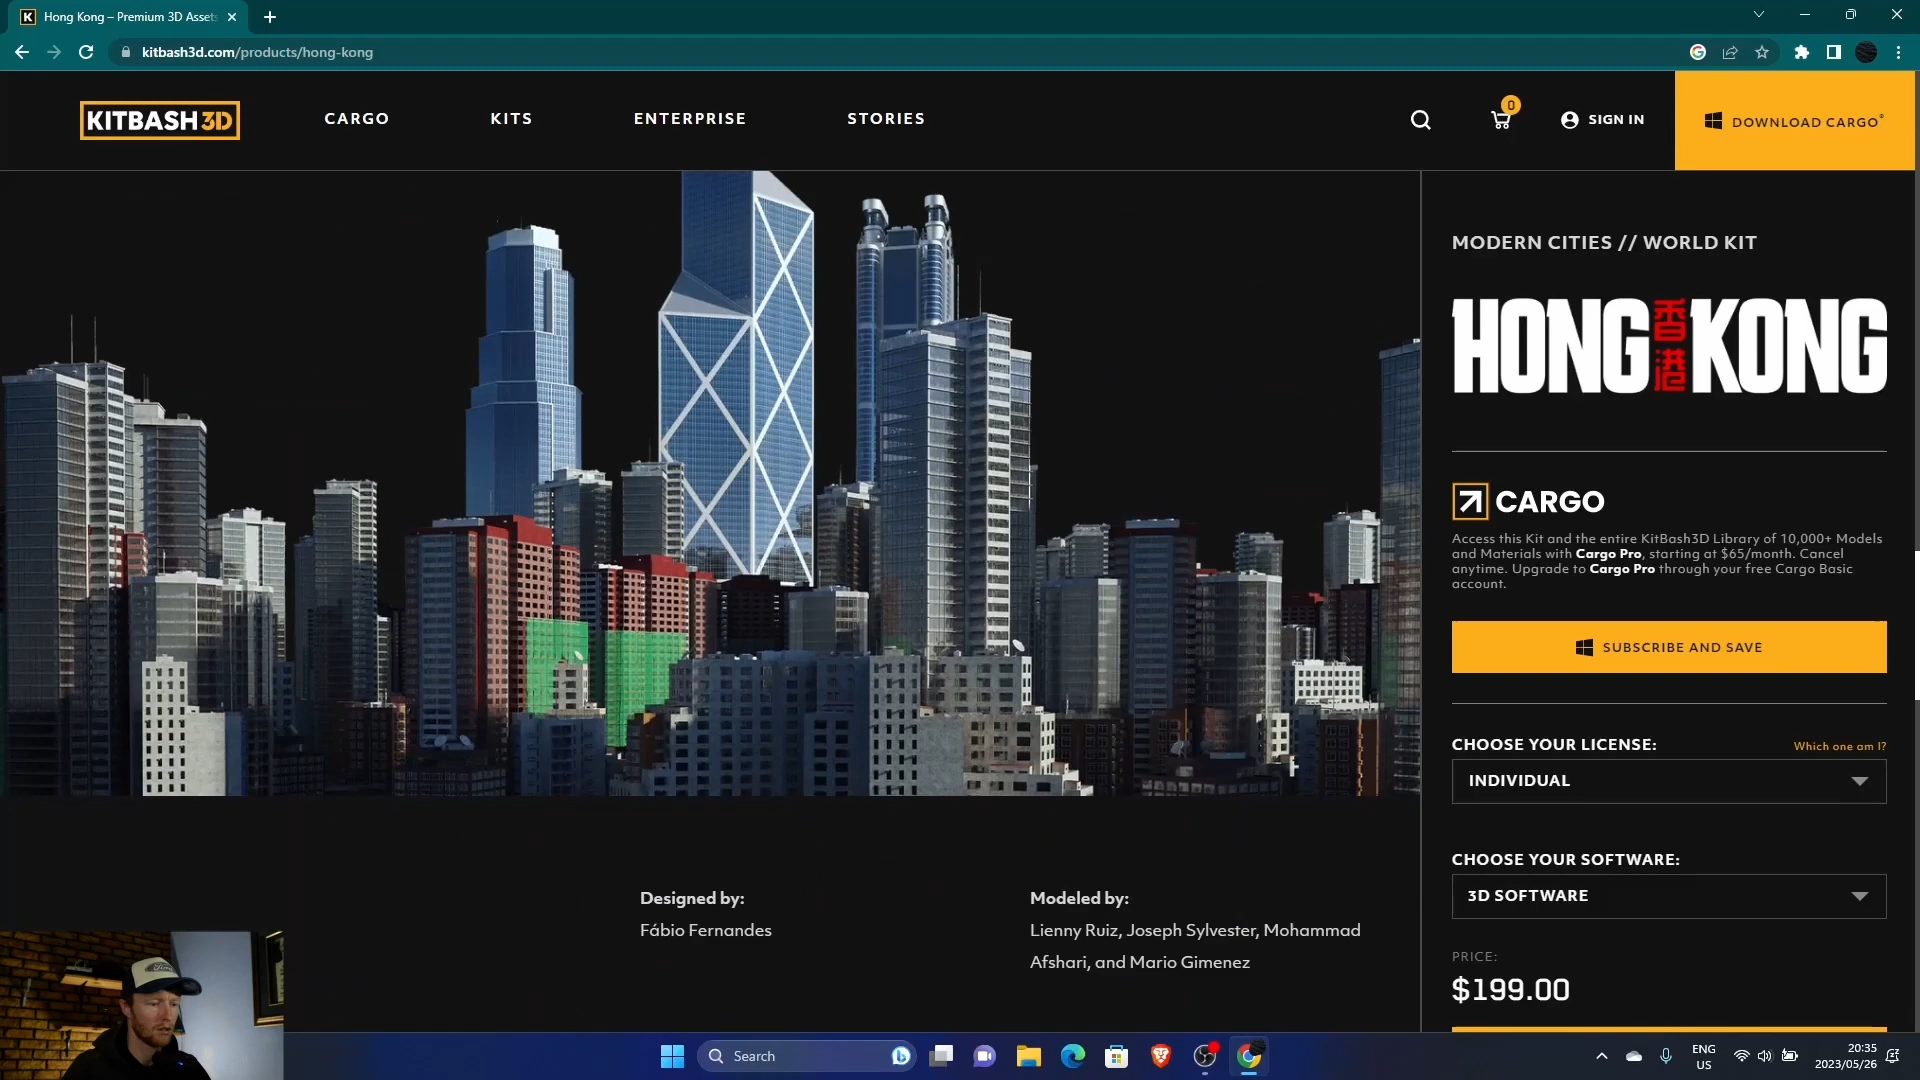 Hong Kong – Premium 3D Assets
kitbash3d.com/products/hong-kong
KITBASH 3D
CARGO
KITS
ENTERPRISE
STORIES
0
SIGN IN
DOWNLOAD CARGO
MODERN CITIES // WORLD KIT
HONG 香港 KONG
CARGO
Access this Kit and the entire KitBash3D Library of 10,000+ Models
and Materials with Cargo Pro, starting at $65/month. Cancel
anytime. Upgrade to Cargo Pro through your free Cargo Basic
account.
SUBSCRIBE AND SAVE
CHOOSE YOUR LICENSE:
Which one am I?
INDIVIDUAL
CHOOSE YOUR SOFTWARE:
3D SOFTWARE
PRICE:
$199.00
Designed by:
Fábio Fernandes
Modeled by:
Lienny Ruiz, Joseph Sylvester, Mohammad
Afshari, and Mario Gimenez
Search
ENG
US
20:35
2023/05/26